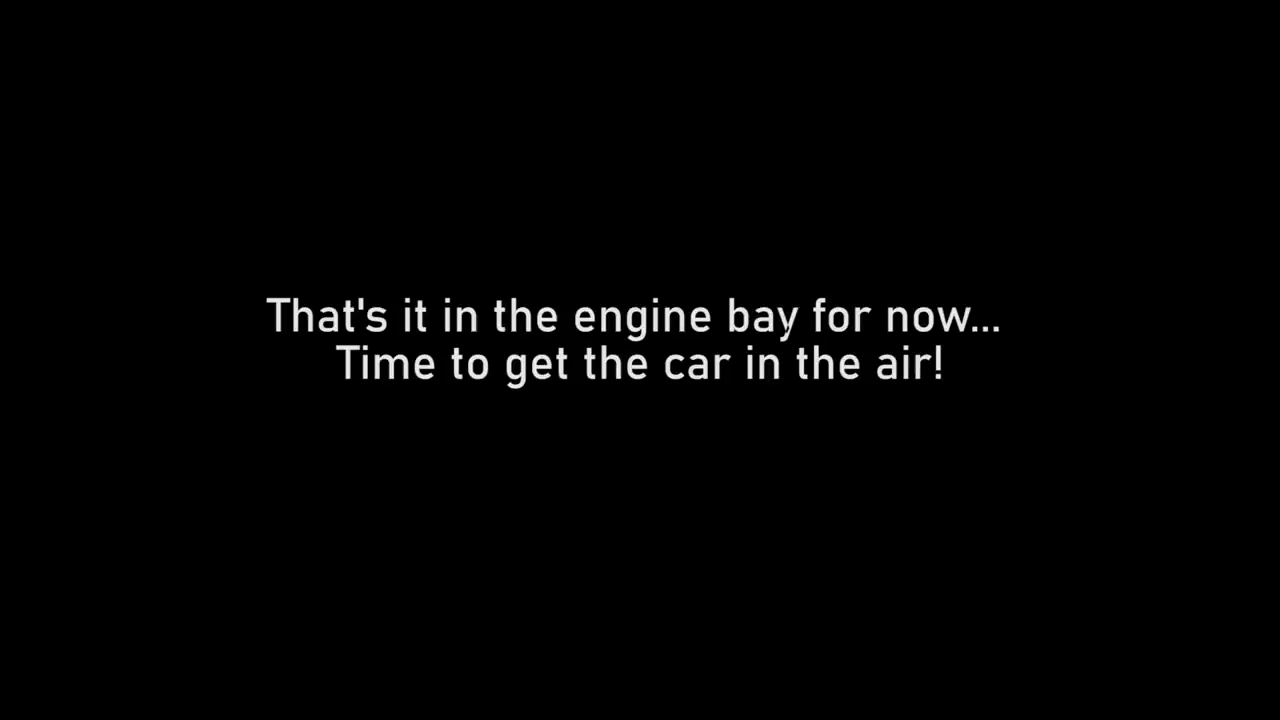 That's it in the engine bay for now...
Time to get the car in the air!